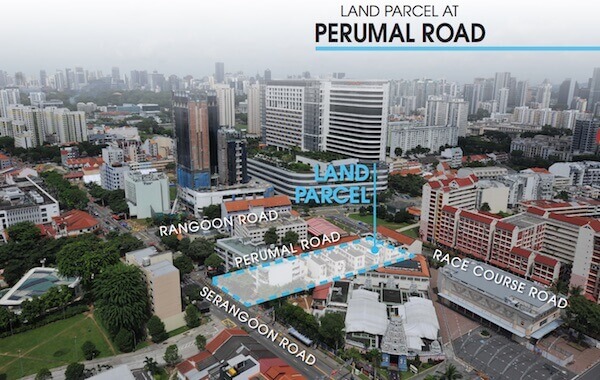 LAND PARCEL AT
PERUMAL ROAD
LAND
PARCEL
RANGOON ROAD
PERUMAL ROAD
RACE COURSE ROAD
SERANGOON ROAD